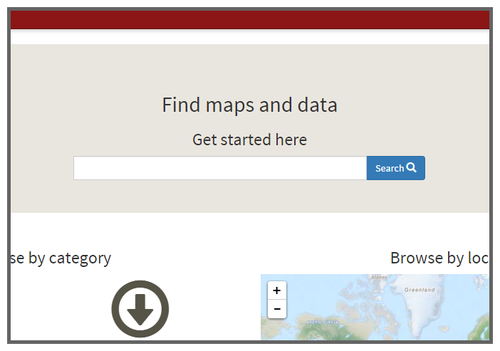 Find maps and data
Get started here
Search
se by category
Browse by loc
+
−
Greenland